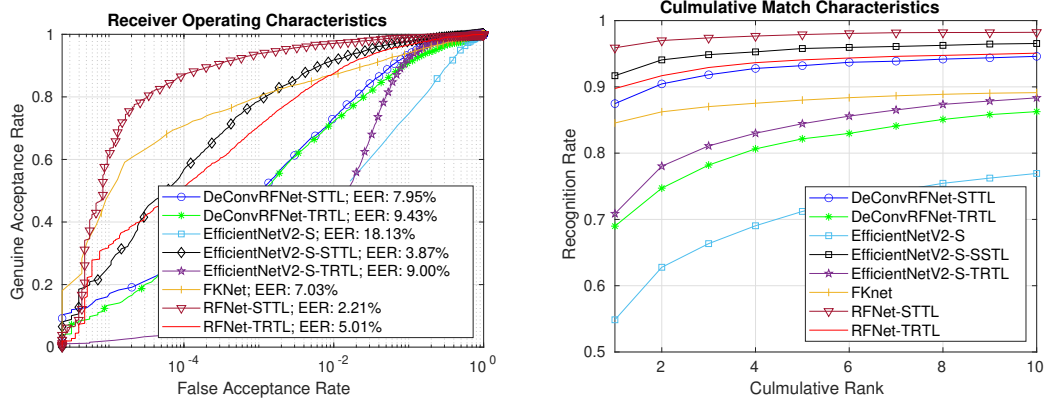 Receiver Operating Characteristics
Genuine Acceptance Rate
1
0.8
0.6
0.4
0.2
0
10^-4
10^-2
10^0
False Acceptance Rate
DeConvRFNet-STTL; EER: 7.95%
DeConvRFNet-TRTL; EER: 9.43%
EfficientNetV2-S; EER: 18.13%
EfficientNetV2-S-STTL; EER: 3.87%
EfficientNetV2-S-TRTL; EER: 9.00%
FKNet; EER: 7.03%
RFNet-STTL; EER: 2.21%
RFNet-TRTL; EER: 5.01%
Culmulative Match Characteristics
Recognition Rate
1
0.9
0.8
0.7
0.6
0.5
2
4
6
8
10
Culmulative Rank
DeConvRFNet-STTL
DeConvRFNet-TRTL
EfficientNetV2-S
EfficientNetV2-S-SSTL
EfficientNetV2-S-TRTL
FKnet
RFNet-STTL
RFNet-TRTL